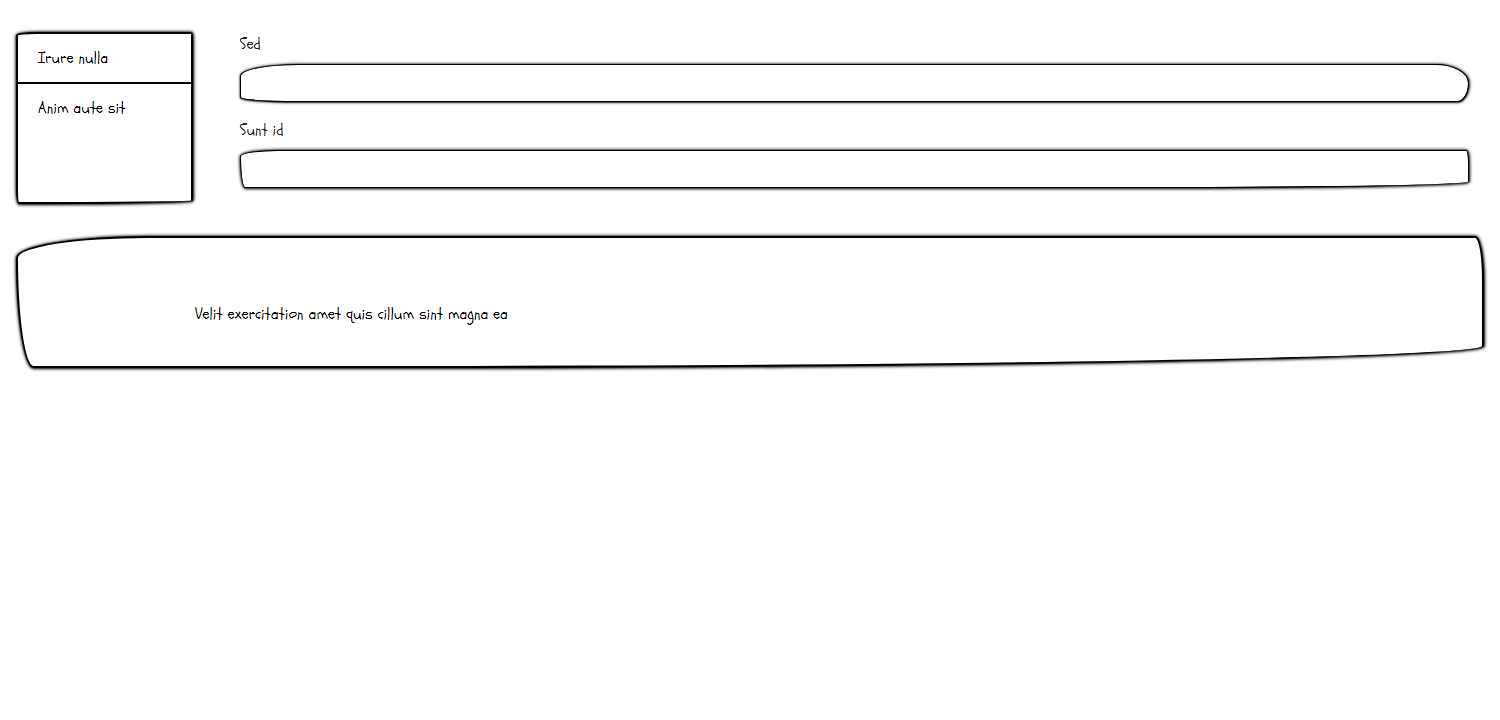 Irure nulla
Anim aute sit
Sed
Sunt id
Velit exercitation amet quis cillum sint magna ea